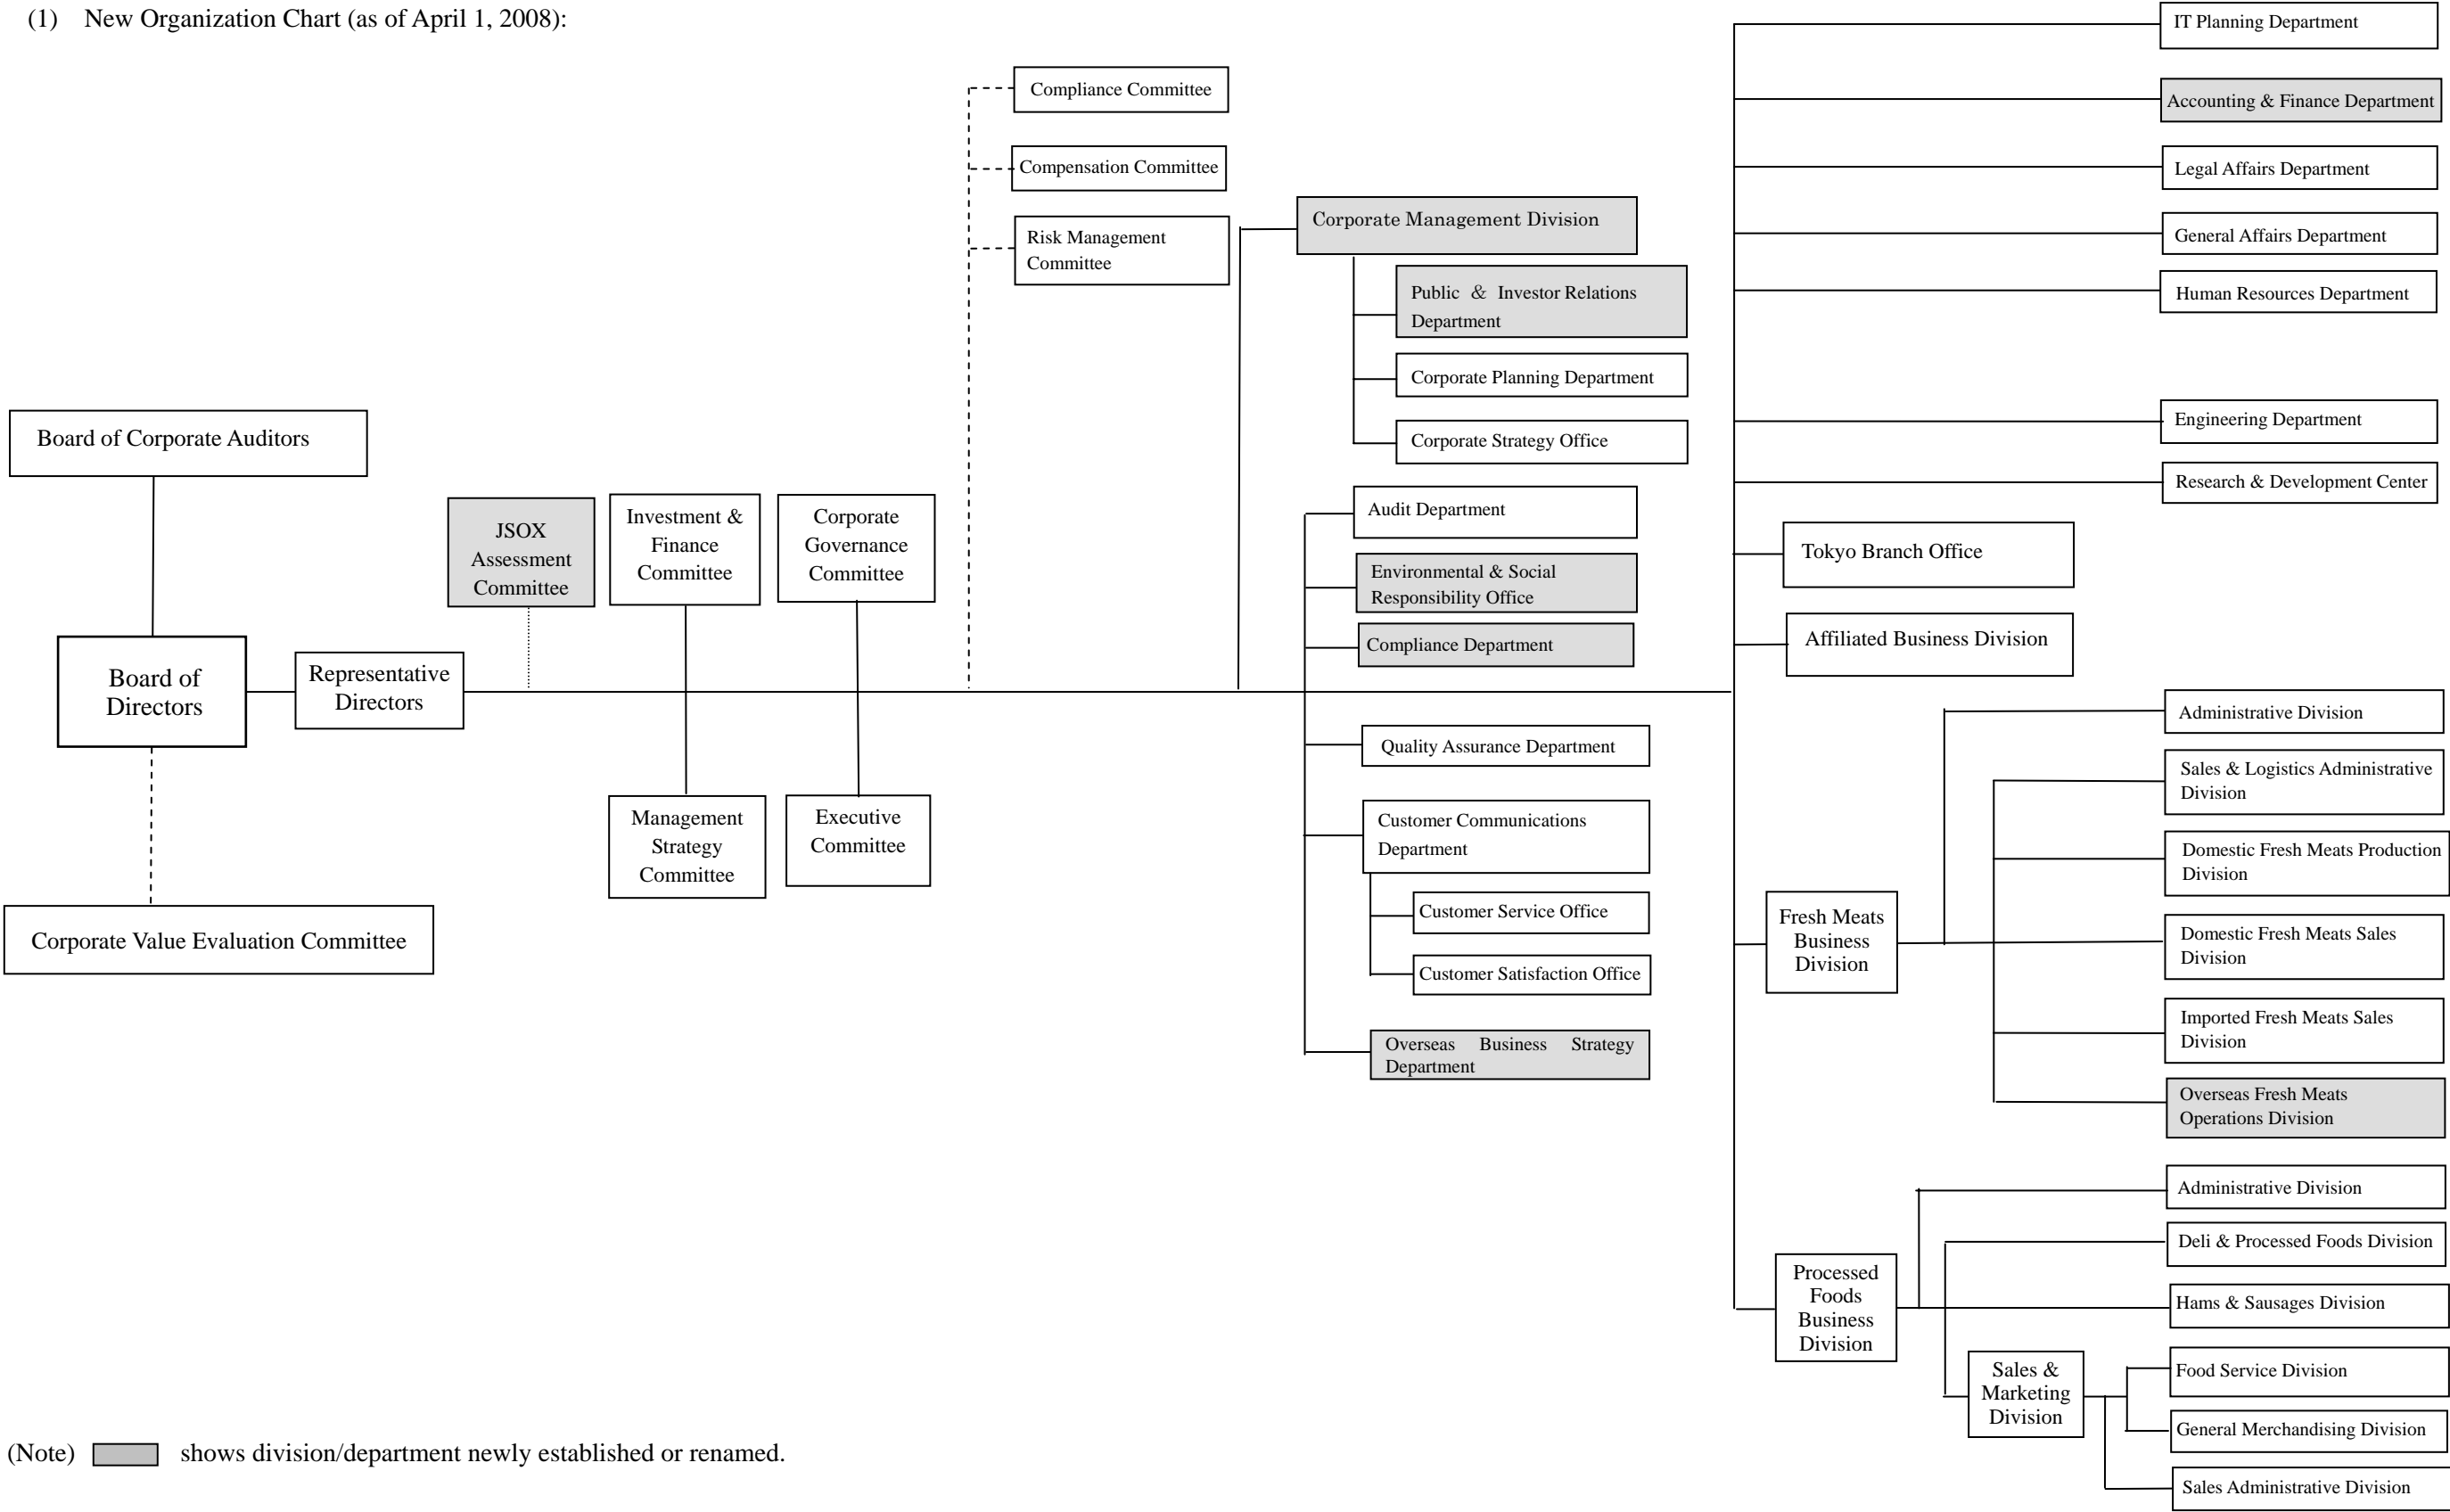 (1) New Organization Chart (as of April 1, 2008):
Compliance Committee
Compensation Committee
Risk Management
Committee
Board of Corporate Auditors
Board of
Directors
Representative
Directors
Corporate Value Evaluation Committee
JSOX
Assessment
Committee
Investment &
Finance
Committee
Corporate
Governance
Committee
Management
Strategy
Committee
Executive
Committee
Corporate Management Division
Public & Investor Relations
Department
Corporate Planning Department
Corporate Strategy Office
Audit Department
Environmental & Social
Responsibility Office
Compliance Department
Quality Assurance Department
Customer Communications
Department
Customer Service Office
Customer Satisfaction Office
Overseas Business Strategy
Department
IT Planning Department
Accounting & Finance Department
Legal Affairs Department
General Affairs Department
Human Resources Department
Engineering Department
Research & Development Center
Tokyo Branch Office
Affiliated Business Division
Fresh Meats
Business
Division
Administrative Division
Sales & Logistics Administrative
Division
Domestic Fresh Meats Production
Division
Domestic Fresh Meats Sales
Division
Imported Fresh Meats Sales
Division
Overseas Fresh Meats
Operations Division
Processed
Foods
Business
Division
Administrative Division
Deli & Processed Foods Division
Hams & Sausages Division
Sales &
Marketing
Division
Food Service Division
General Merchandising Division
Sales Administrative Division
(Note) shows division/department newly established or renamed.